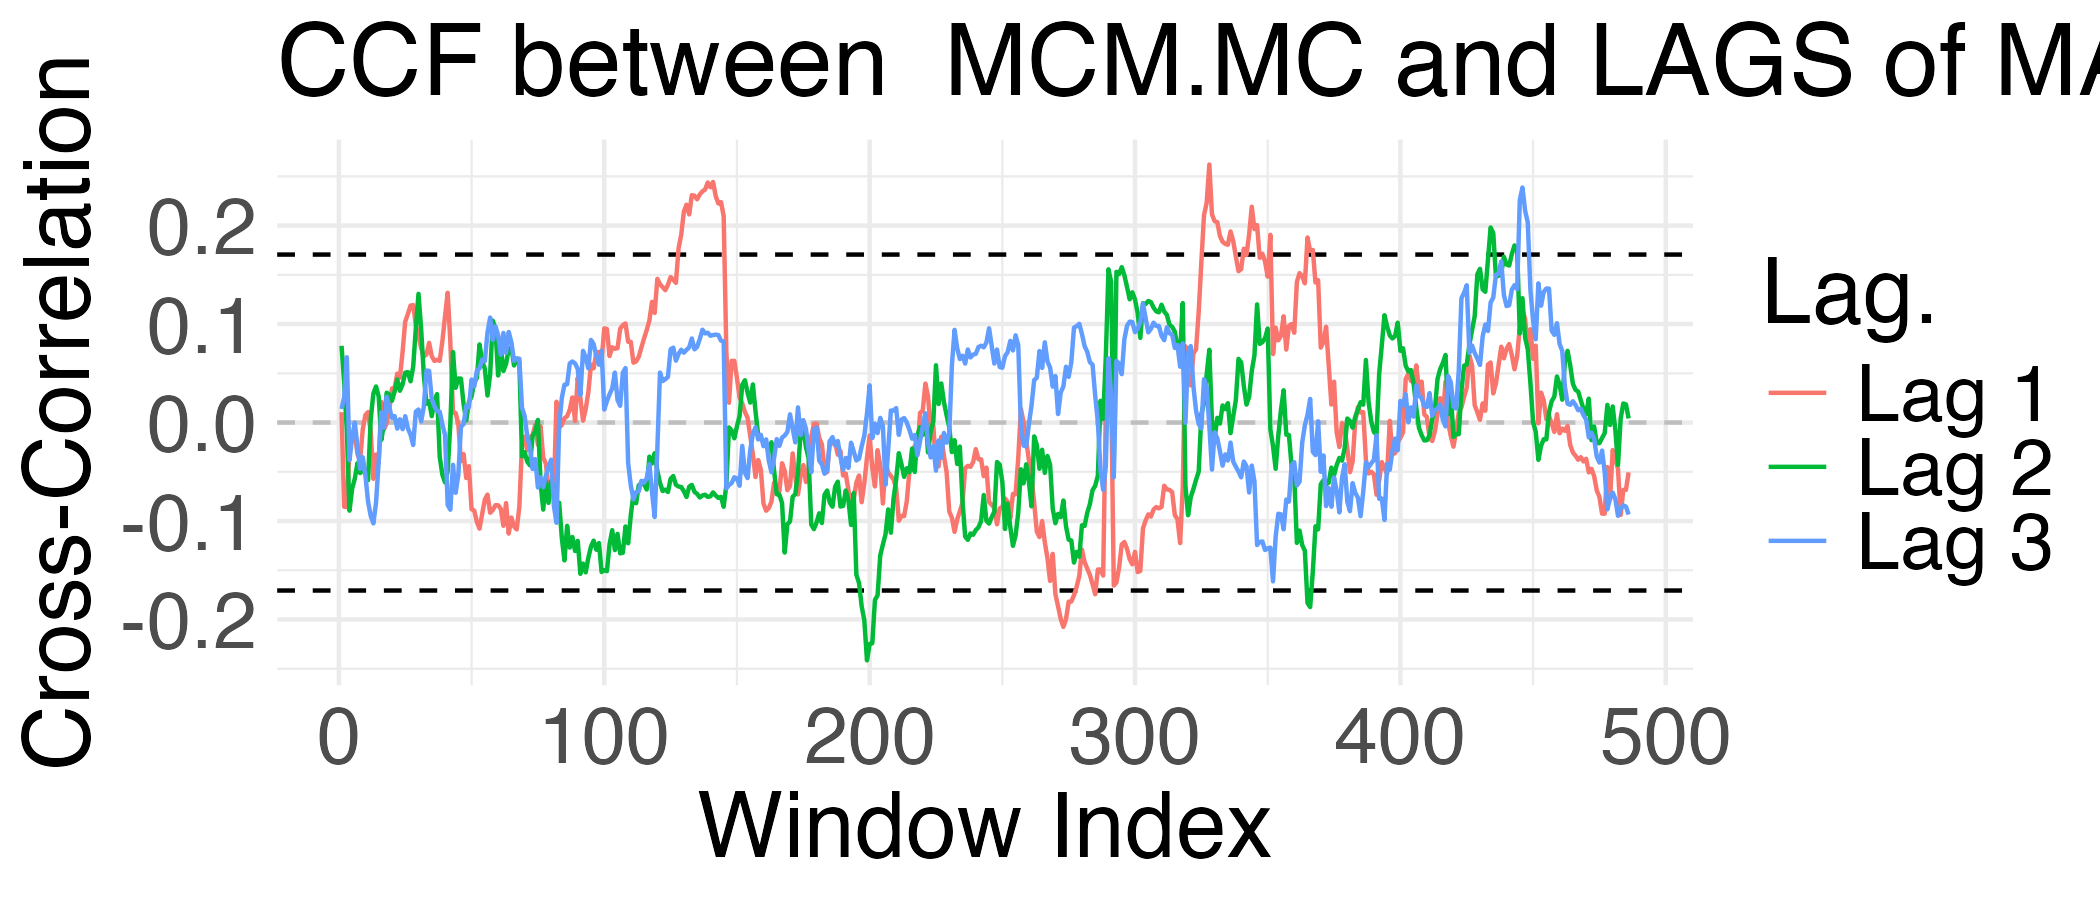 CCF between MCM.MC and LAGS of
Cross-Correlation
0.2
0.1
0.0
-0.1
-0.2
0 100 200 300 400 500
Window Index
Lag.
Lag 1
Lag 2
Lag 3